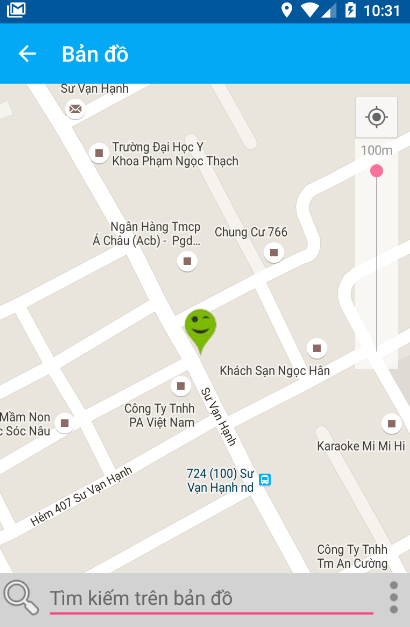 10:31
Bản đồ
Sư Vạn Hạnh
100m
Trường Đại Học Y
Khoa Phạm Ngọc Thạch
Ngân Hàng Tmcp
Á Châu (Acb) - Pgd...
Chung Cư 766
Khách Sạn Ngọc Hân
Công Ty Tnhh
PA Việt Nam
Sư Vạn Hạnh
Mầm Non
c Sóc Nâu
Karaoke Mi Mi Hi
724 (100) Sư
Vạn Hạnh nd
Hẻm 407 Sư Vạn Hạnh
Công Ty Tnhh
Tm An Cường
Tìm kiếm trên bản đồ